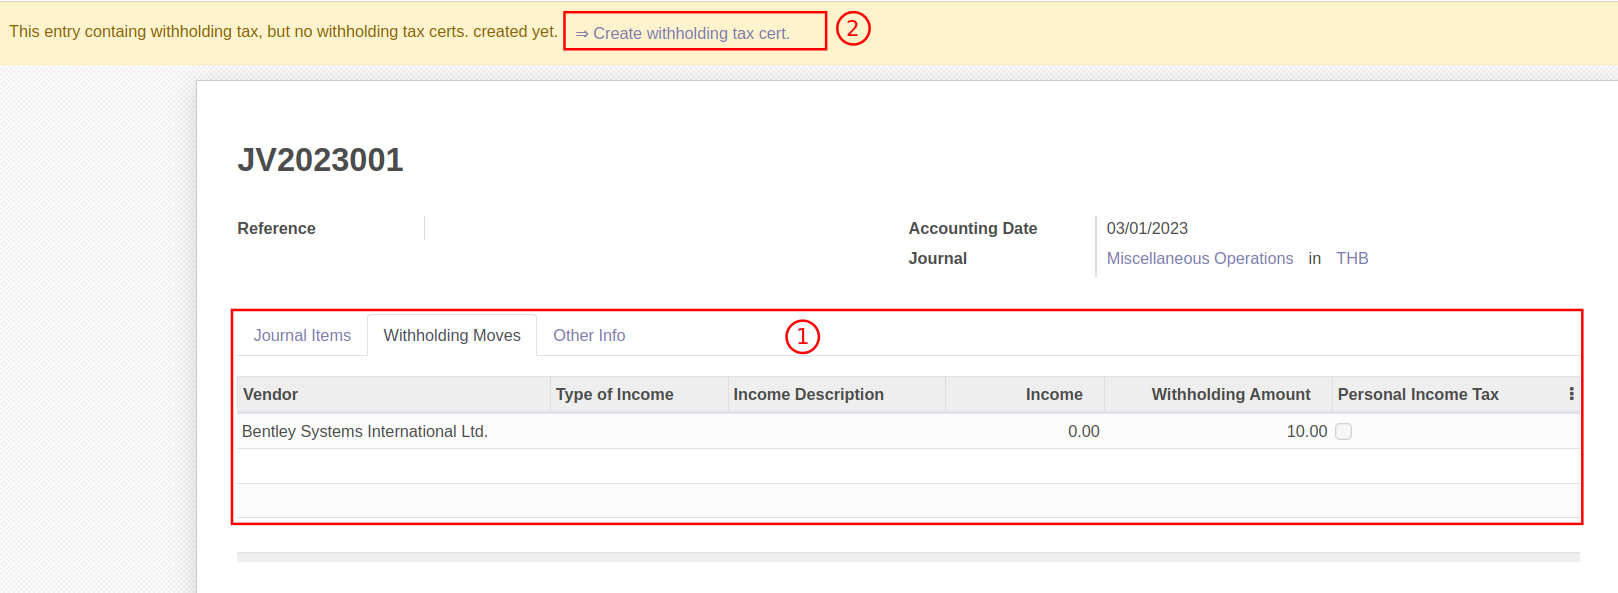 This entry containg withholding tax, but no withholding tax certs. created yet. ⇒ Create withholding tax cert. 2
JV2023001
Reference
Accounting Date 03/01/2023
Journal Miscellaneous Operations in THB
Journal Items Withholding Moves Other Info 1
Vendor Type of Income Income Description Income Withholding Amount Personal Income Tax
Bentley Systems International Ltd. 0.00 10.00